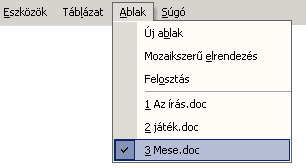 Eszközök Táblázat Ablak Súgó
Új ablak
Mozaikszerű elrendezés
Felosztás
1 Az írás.doc
2 játék.doc
3 Mese.doc